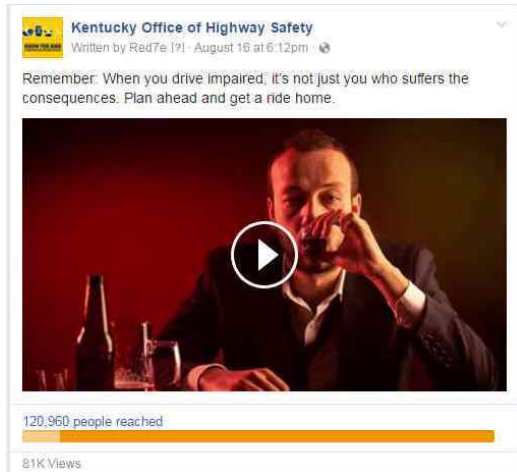 Kentucky Office of Highway Safety
Written by Red7e [?] · August 16 at 6:12pm ·
Remember: When you drive impaired, it's not just you who suffers the
consequences. Plan ahead and get a ride home.
120,960 people reached
81K Views